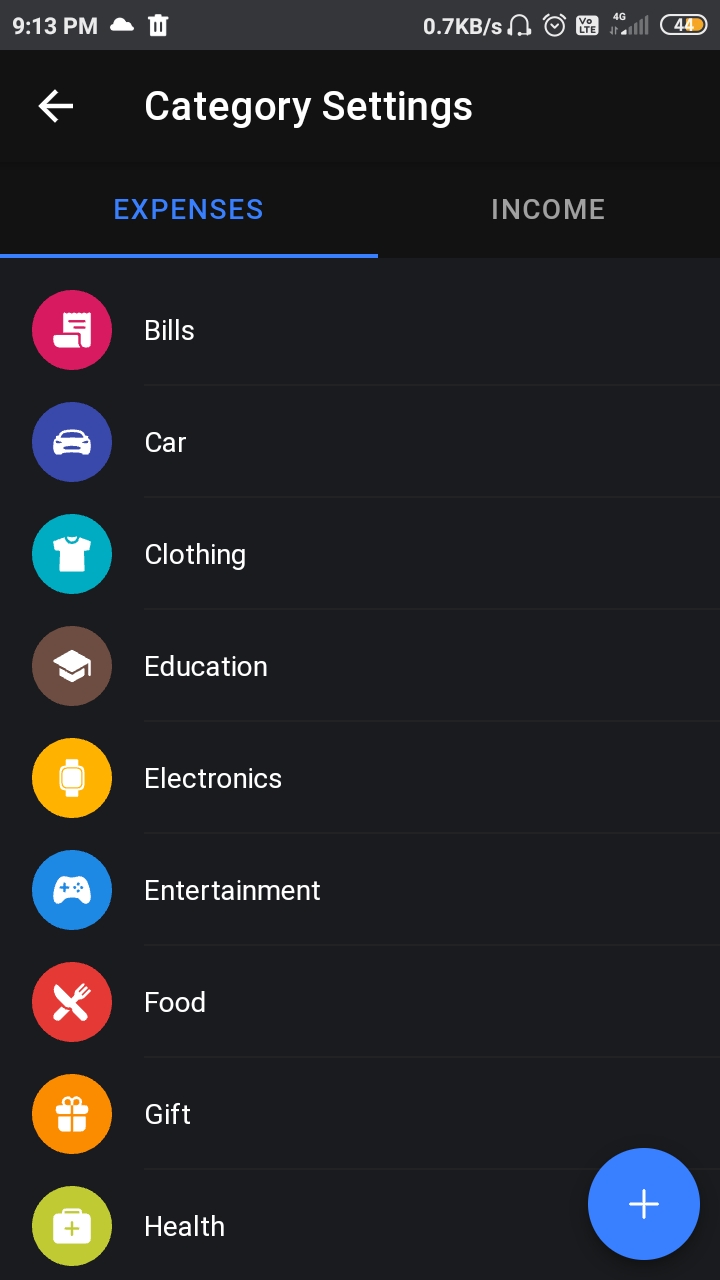 9:13 PM 0.7KB/s Vo LTE 4G 44
Category Settings
EXPENSES INCOME
Bills
Car
Clothing
Education
Electronics
Entertainment
Food
Gift
Health